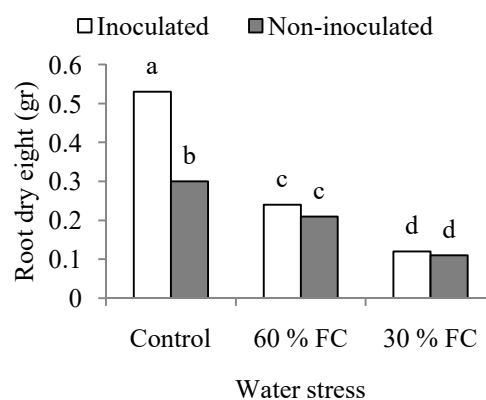 Inoculated Non-inoculated
0.6
0.5
0.4
0.3
0.2
0.1
0
Root dry eight (gr)
a
b
c c
d d
Control 60 % FC 30 % FC
Water stress